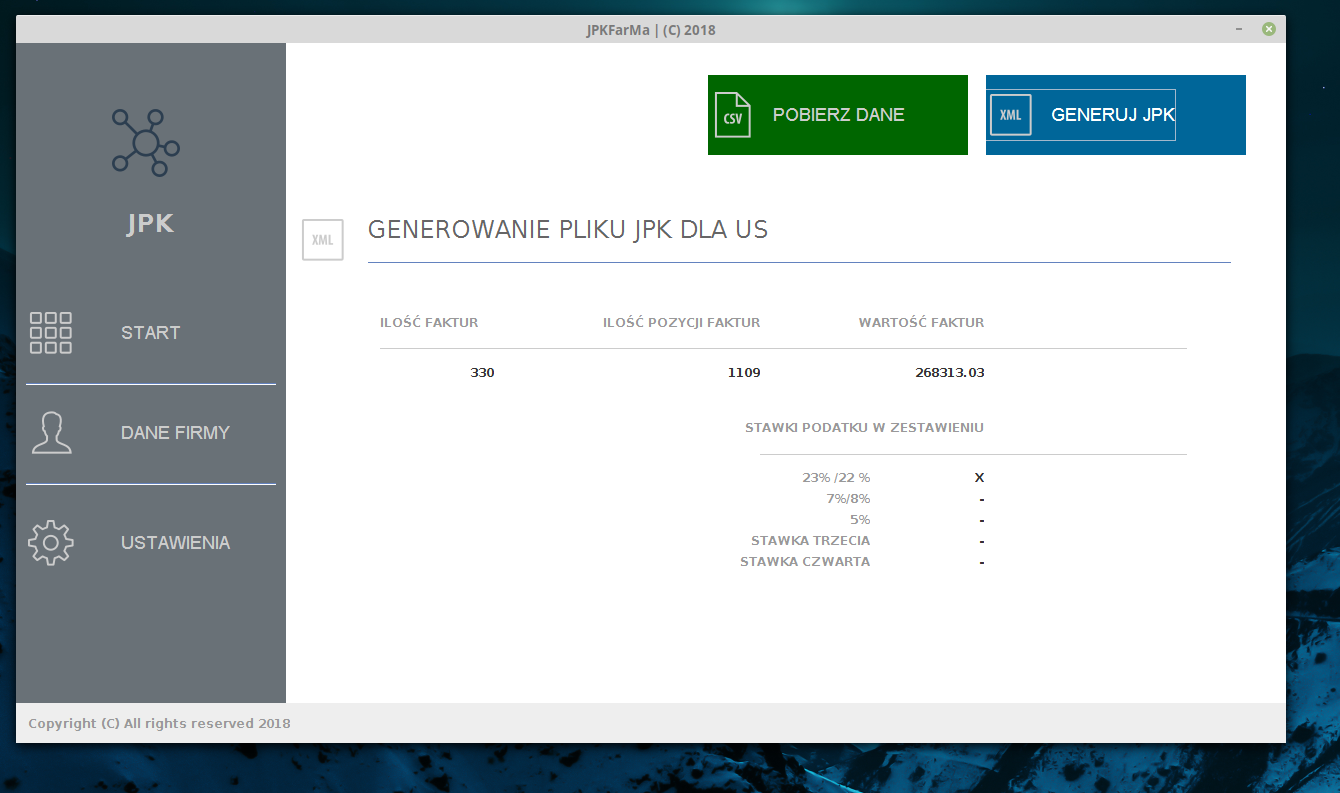 JPKFarMa | (C) 2018
JPK
START
DANE FIRMY
USTAWIENIA
CSV
POBIERZ DANE
XML
GENERUJ JPK
XML
GENEROWANIE PLIKU JPK DLA US
ILOŚĆ FAKTUR ILOŚĆ POZYCJI FAKTUR WARTOŚĆ FAKTUR
330 1109 268313.03
STAWKI PODATKU W ZESTAWIENIU
23% /22 % X
7%/8% -
5% -
STAWKA TRZECIA -
STAWKA CZWARTA -
Copyright (C) All rights reserved 2018